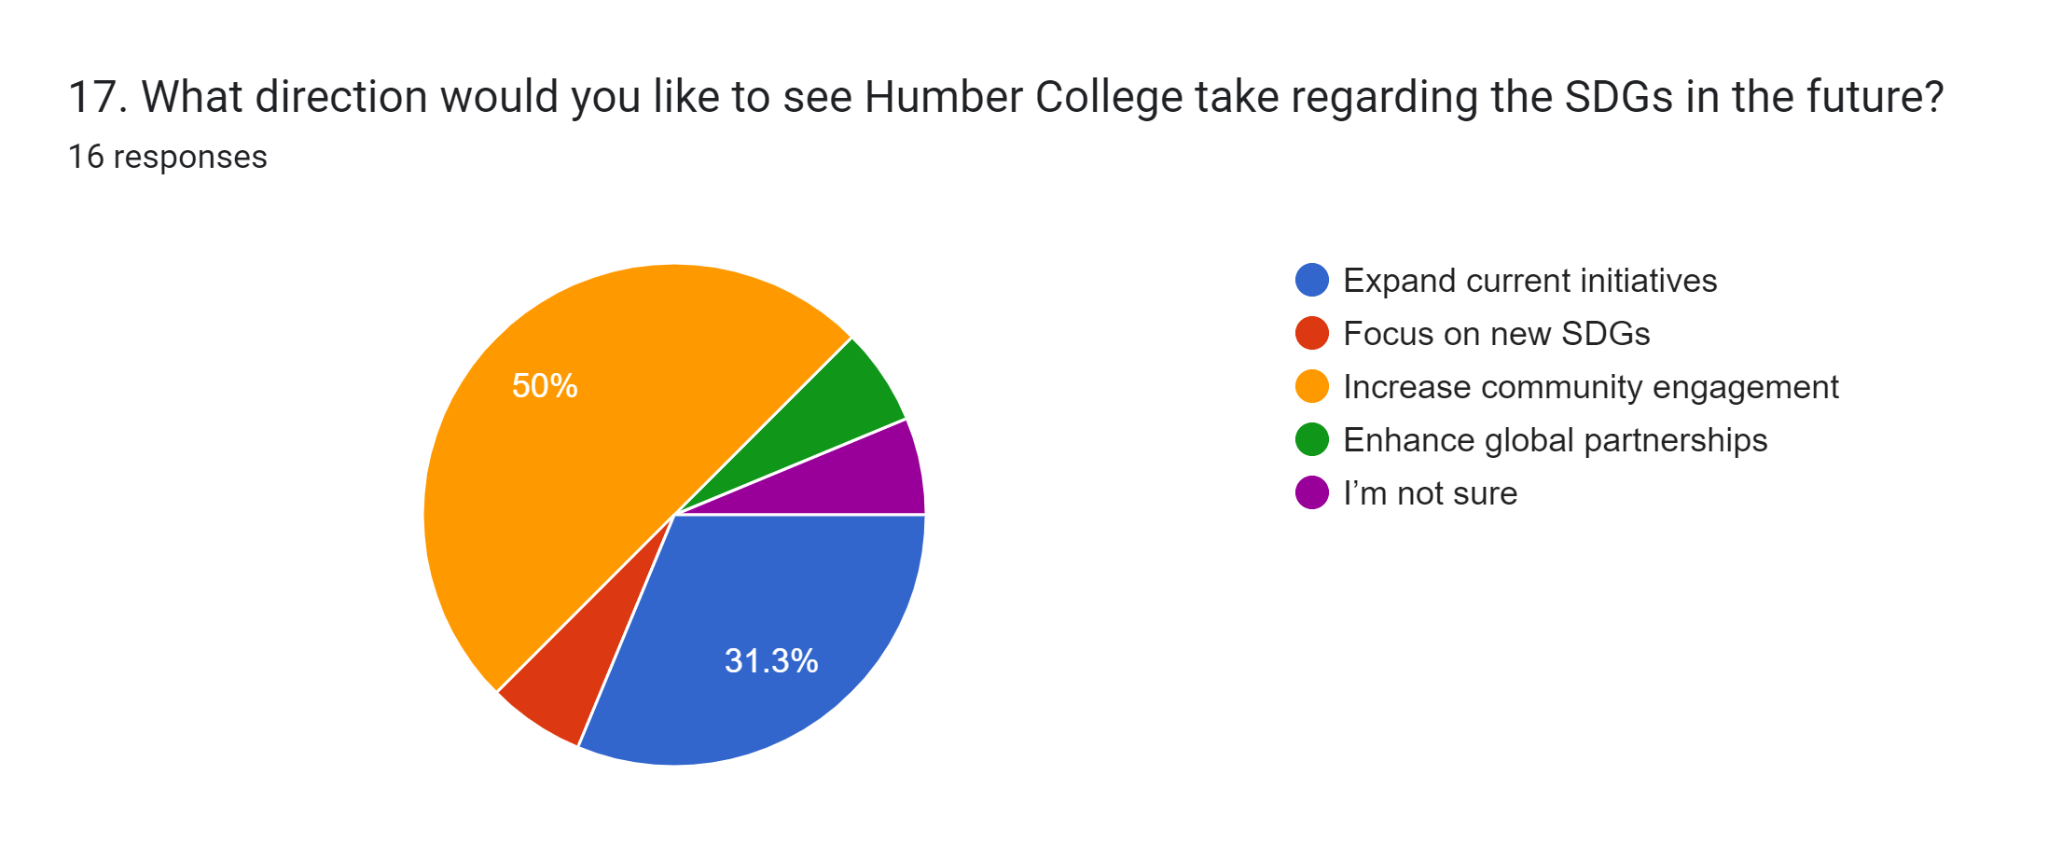 17. What direction would you like to see Humber College take regarding the SDGs in the future?
16 responses
50%
31.3%
Expand current initiatives
Focus on new SDGs
Increase community engagement
Enhance global partnerships
I’m not sure